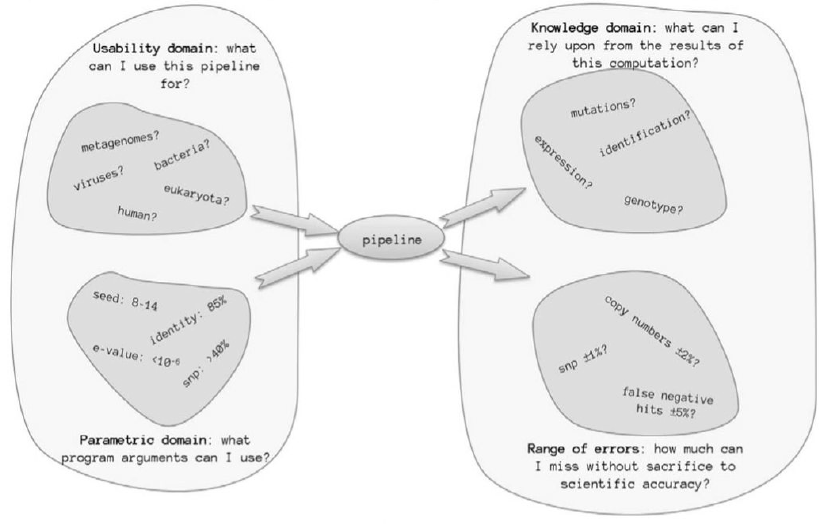 Usability domain: what
can I use this pipeline
for?
metagenomes?
bacteria?
viruses?
eukaryota?
human?
seed: 8-14
identity: 85%
e-value: <10-6
snp: >40%
Parametric domain: what
program arguments can I use?
pipeline
Knowledge domain: what can I
rely upon from the results of
this computation?
mutations?
identification?
expression?
genotype?
copy numbers ±2%?
snp ±1%?
false negative
hits ±5%?
Range of errors: how much can
I miss without sacrifice to
scientific accuracy?